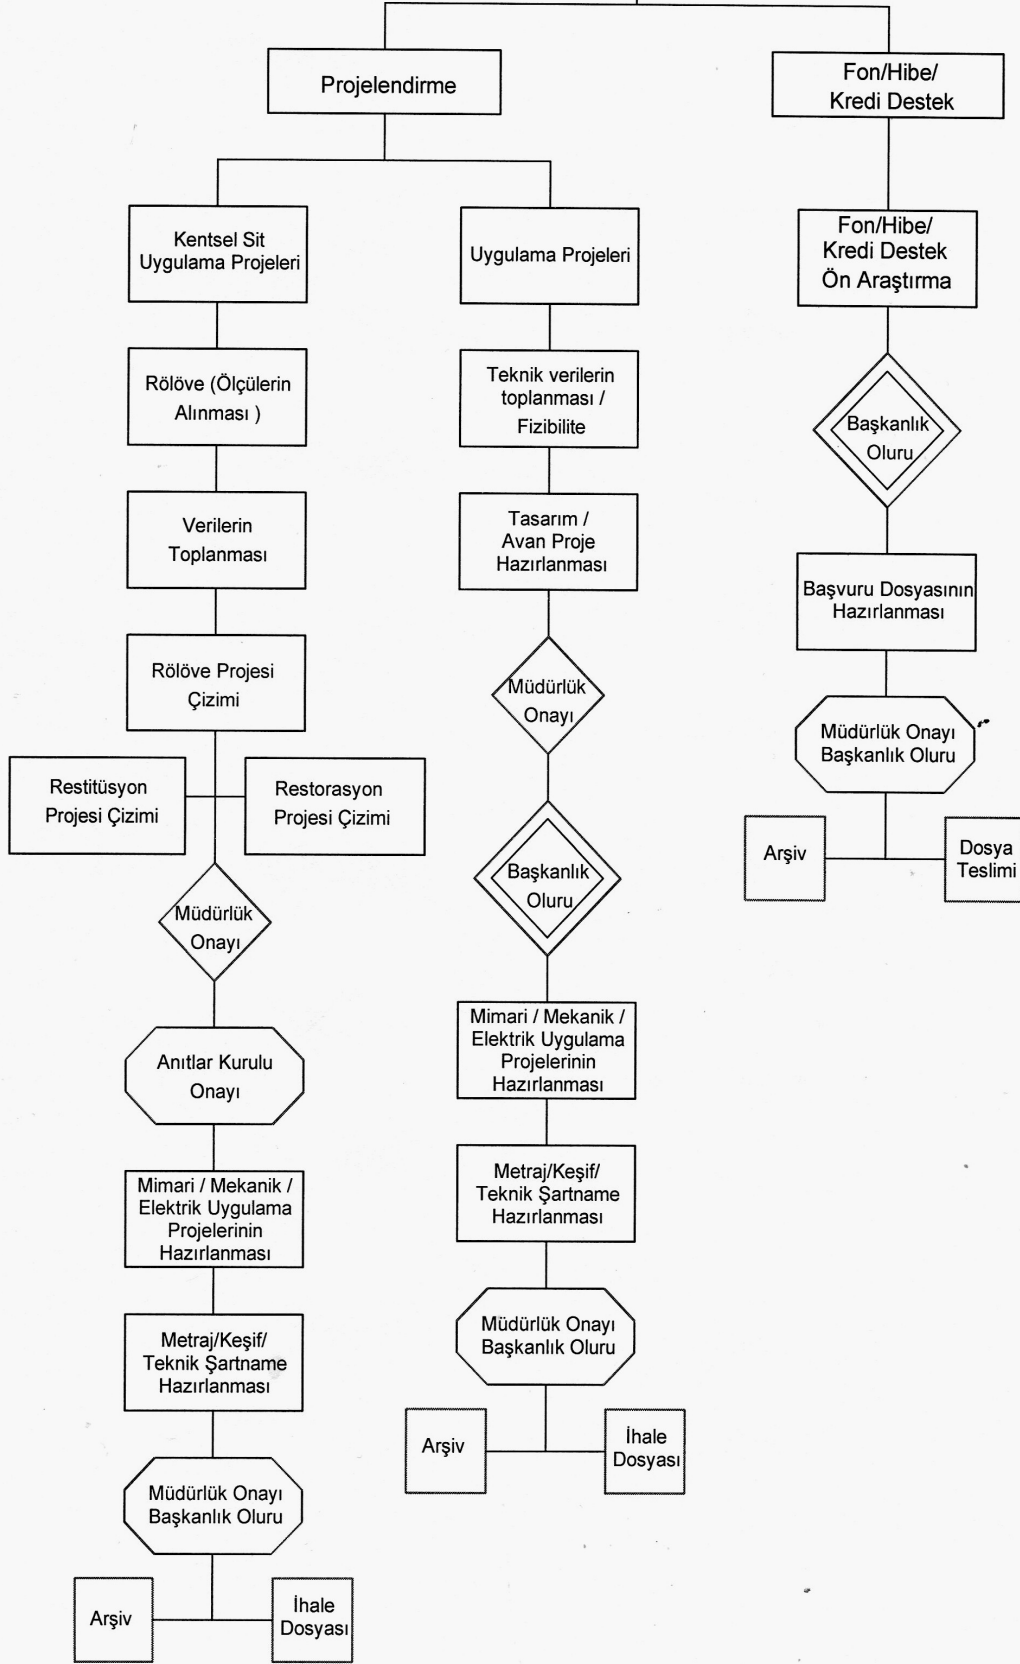 Projelendirme
Fon/Hibe/
Kredi Destek
Kentsel Sit
Uygulama Projeleri
Uygulama Projeleri
Fon/Hibe/
Kredi Destek
Ön Araştırma
Rölöve (Ölçülerin
Alınması )
Teknik verilerin
toplanması /
Fizibilite
Başkanlık
Oluru
Verilerin
Toplanması
Tasarım /
Avan Proje
Hazırlanması
Başvuru Dosyasının
Hazırlanması
Rölöve Projesi
Çizimi
Müdürlük
Onayı
Müdürlük Onayı
Başkanlık Oluru
Restitüsyon
Projesi Çizimi
Restorasyon
Projesi Çizimi
Arşiv
Dosya
Teslimi
Başkanlık
Oluru
Müdürlük
Onayı
Anıtlar Kurulu
Onayı
Mimari / Mekanik /
Elektrik Uygulama
Projelerinin
Hazırlanması
Mimari / Mekanik /
Elektrik Uygulama
Projelerinin
Hazırlanması
Metraj/Keşif/
Teknik Şartname
Hazırlanması
Metraj/Keşif/
Teknik Şartname
Hazırlanması
Müdürlük Onayı
Başkanlık Oluru
Arşiv
İhale
Dosyası
Müdürlük Onayı
Başkanlık Oluru
Arşiv
İhale
Dosyası